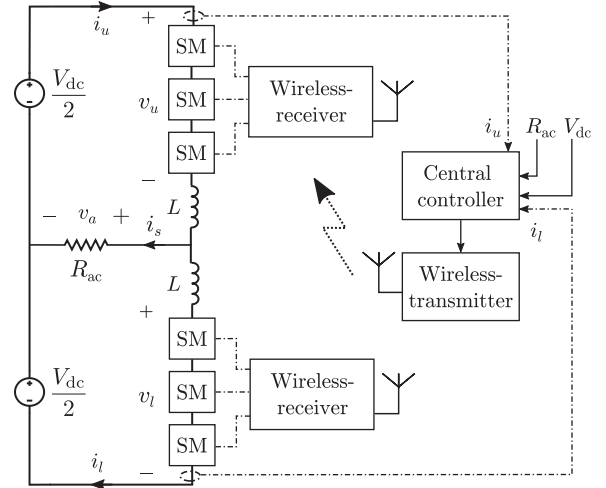 i_u
+
SM
V_dc
2
v_u
SM
SM
−
L
Wireless-
receiver
i_u
R_ac
V_dc
Central
controller
i_l
Wireless-
transmitter
− v_a +
i_s
R_ac
L
+
SM
V_dc
2
v_l
SM
SM
−
i_l
Wireless-
receiver